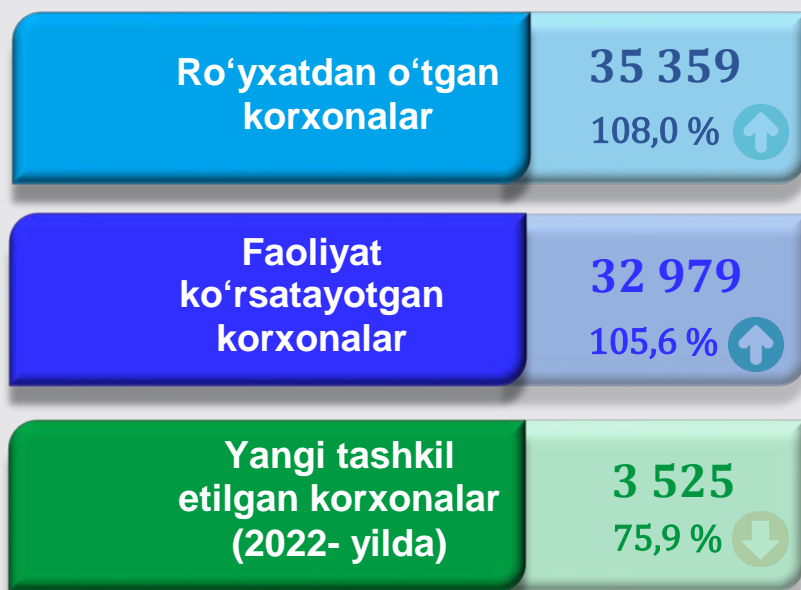 Ro‘yxatdan o‘tgan
korxonalar
35 359
108,0 %
Faoliyat
ko‘rsatayotgan
korxonalar
32 979
105,6 %
Yangi tashkil
etilgan korxonalar
(2022- yilda)
3 525
75,9 %